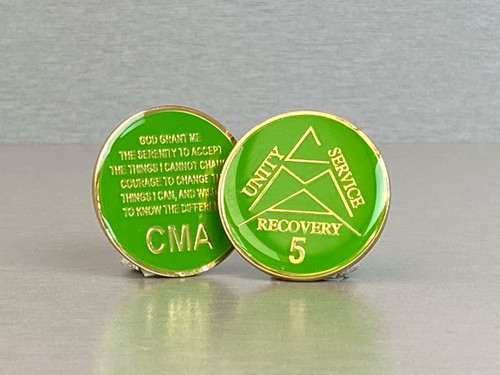 GOD GRANT ME
THE SERENITY TO ACCEPT
THE THINGS I CANNOT
COURAGE TO CHANGE
THINGS I CAN, AND
TO KNOW THE
CMA
UNITY
SERVICE
RECOVERY
5